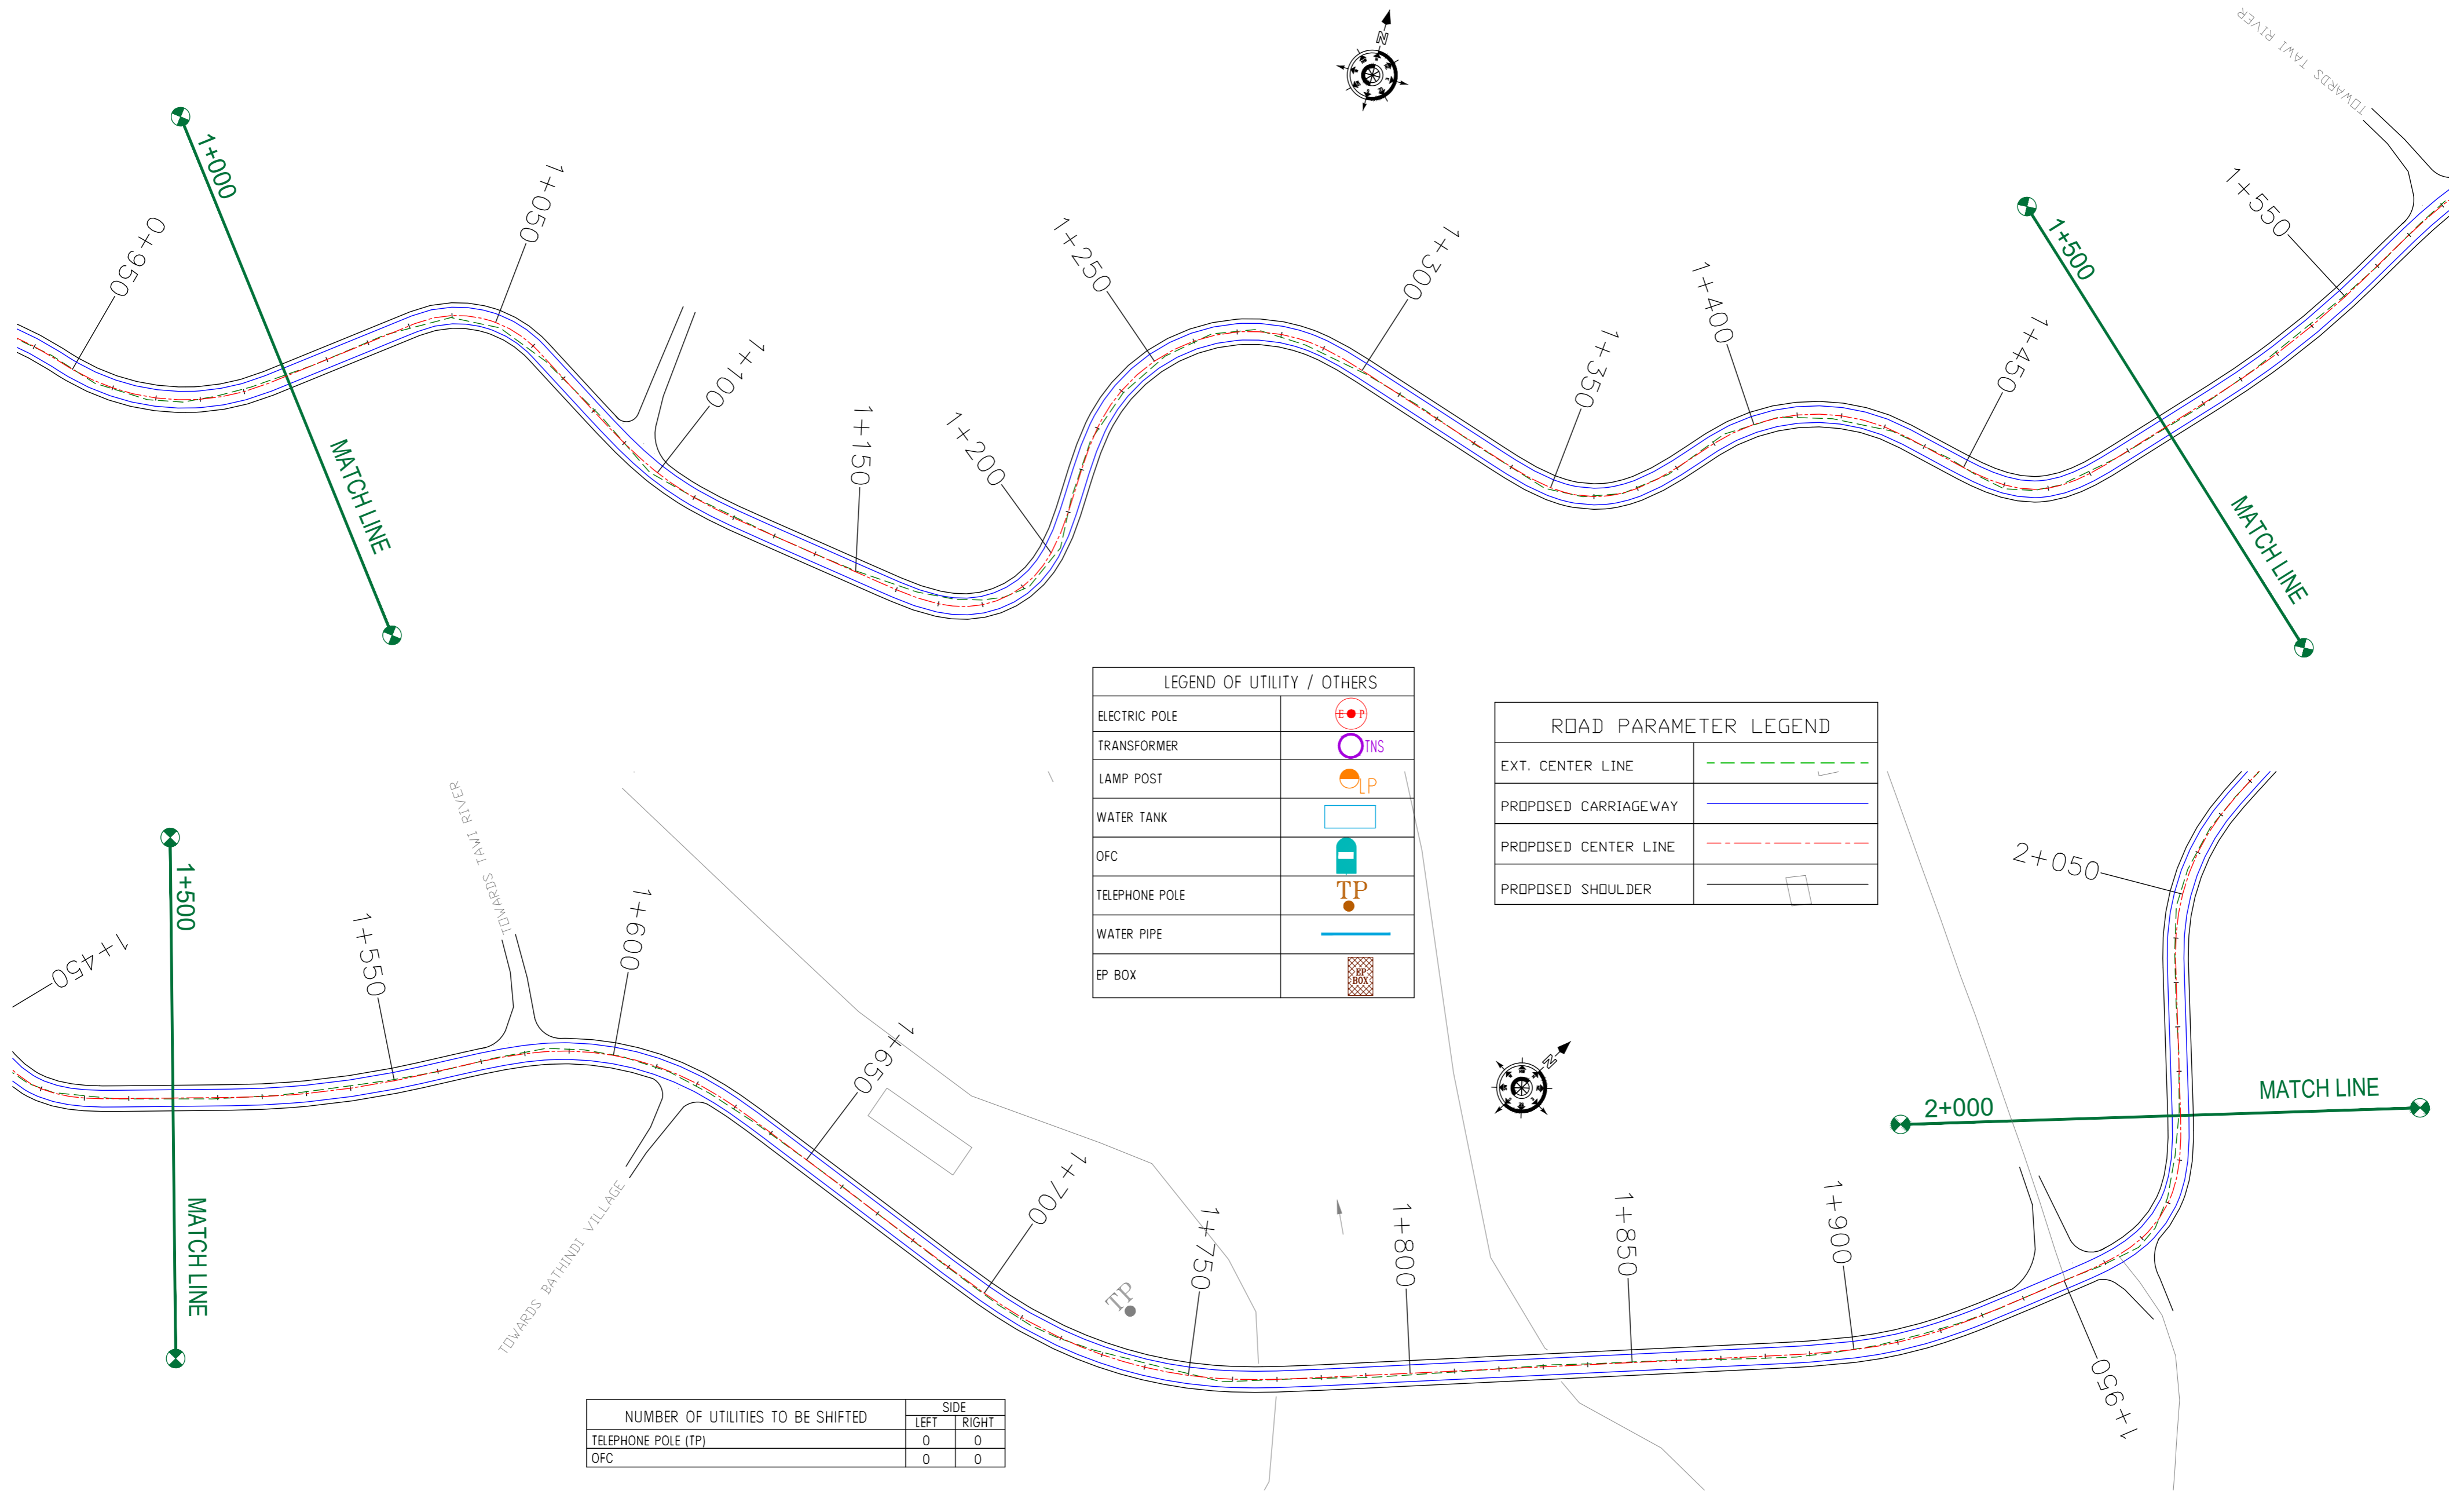 N
TOWARDS TAWI RIVER
1+000
MATCH LINE
0+950
1+050
1+100
1+150
1+200
1+250
1+300
1+350
1+400
1+450
1+500
MATCH LINE
1+550
LEGEND OF UTILITY / OTHERS
ELECTRIC POLE E P
TRANSFORMER TNS
LAMP POST LP
WATER TANK
OFC
TELEPHONE POLE TP
WATER PIPE
EP BOX EP BOX
ROAD PARAMETER LEGEND
EXT. CENTER LINE
PROPOSED CARRIAGEWAY
PROPOSED CENTER LINE
PROPOSED SHOULDER
1+450
1+500
MATCH LINE
1+550
TOWARDS TAWI RIVER
1+600
TOWARDS BATHINDI VILLAGE
1+650
1+700
TP
1+750
1+800
N
1+850
1+900
1+950
2+000
MATCH LINE
2+050
NUMBER OF UTILITIES TO BE SHIFTED SIDE
LEFT RIGHT
TELEPHONE POLE (TP) 0 0
OFC 0 0